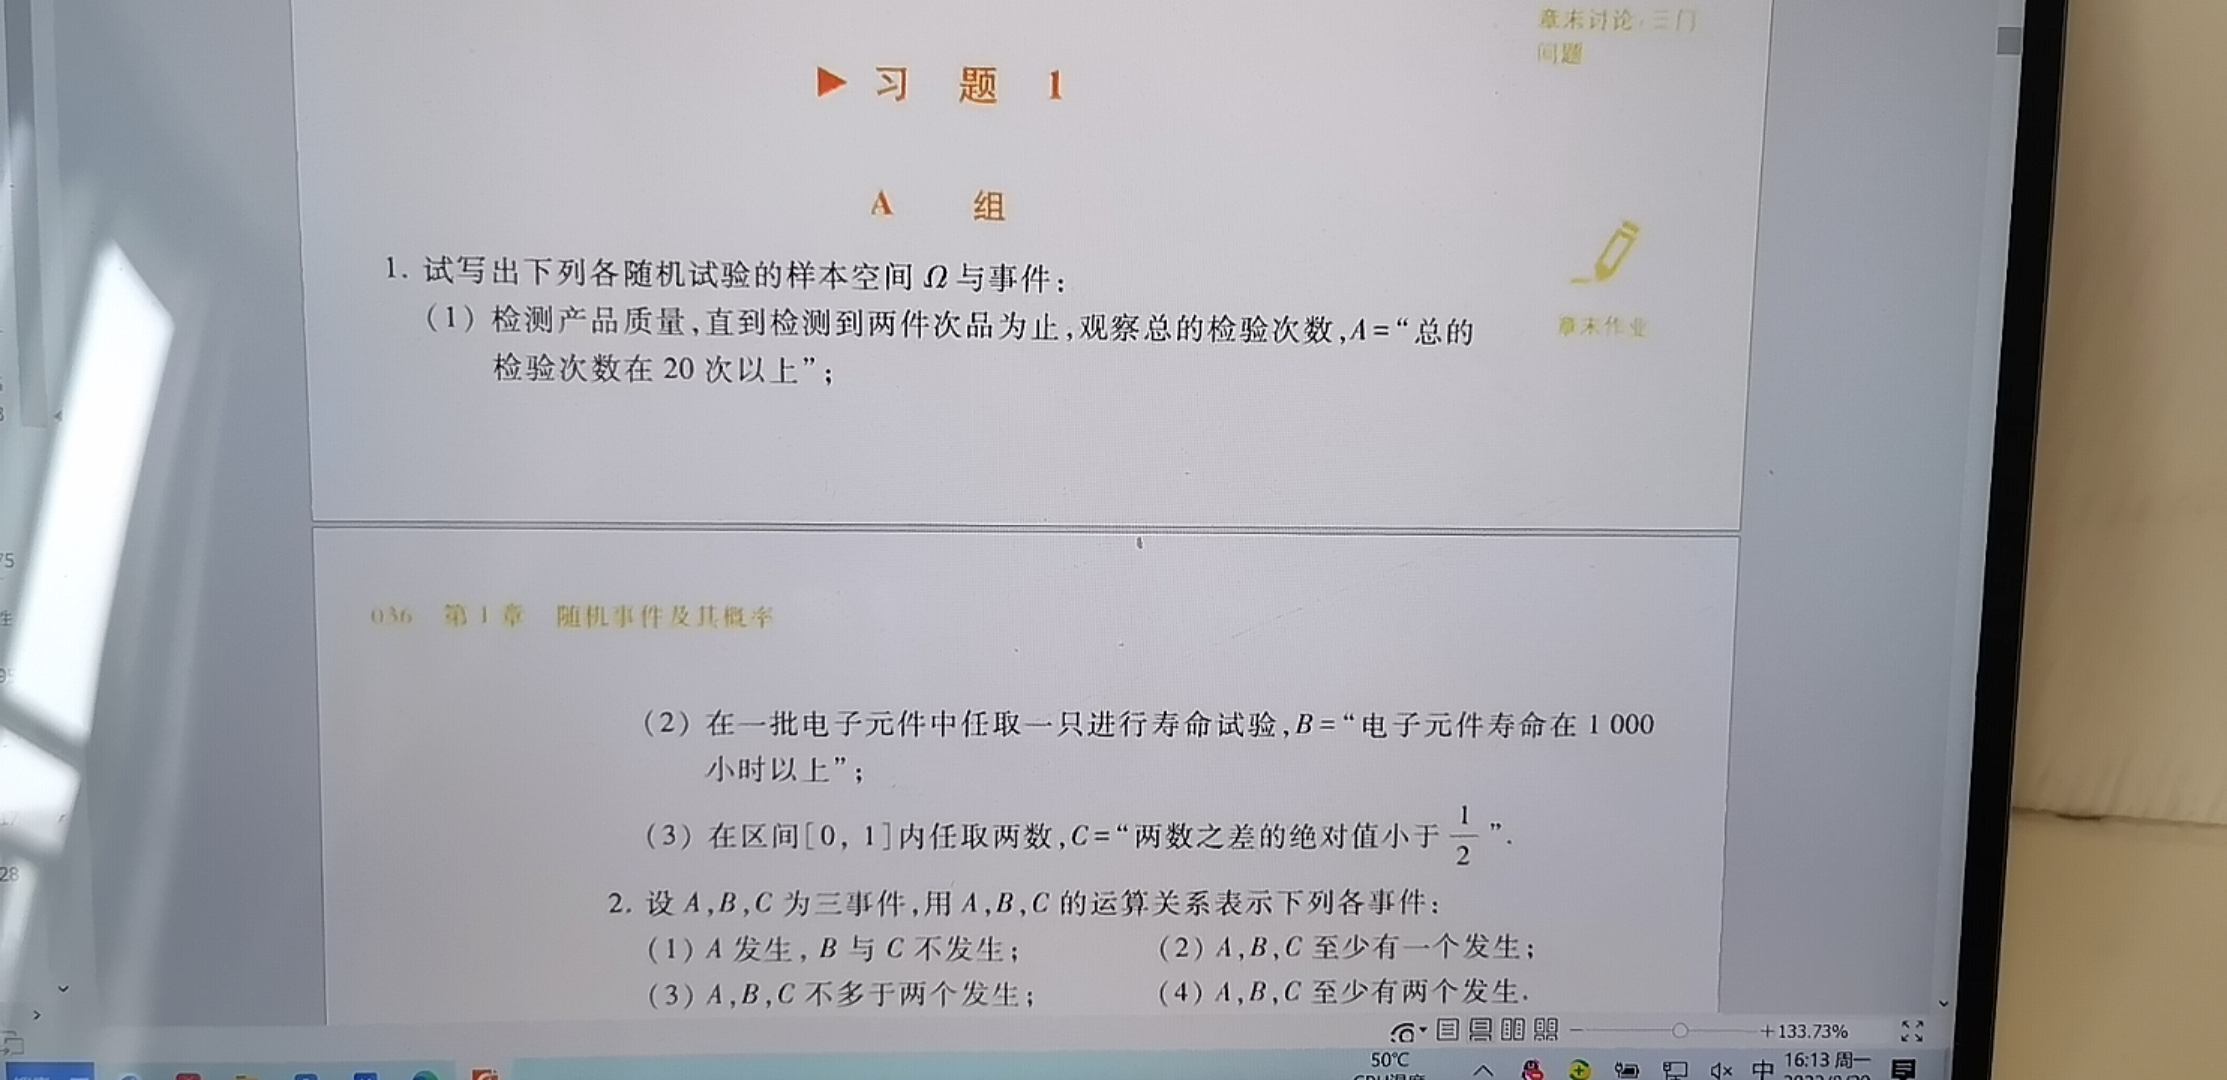 章末讨论:三门
问题
习 题 1
A 组
1. 试写出下列各随机试验的样本空间 Ω 与事件:
(1) 检测产品质量,直到检测到两件次品为止,观察总的检验次数,A=“总的
检验次数在 20 次以上”;
章末作业
036 第 1 章 随机事件及其概率
(2) 在一批电子元件中任取一只进行寿命试验,B=“电子元件寿命在 1 000
小时以上”;
(3) 在区间[0, 1]内任取两数,C=“两数之差的绝对值小于 1/2 ”.
2. 设 A,B,C 为三事件,用 A,B,C 的运算关系表示下列各事件:
(1) A 发生, B 与 C 不发生; (2) A,B,C 至少有一个发生;
(3) A,B,C 不多于两个发生; (4) A,B,C 至少有两个发生.
+133.73%
50℃
中 16:13 周一
75
28